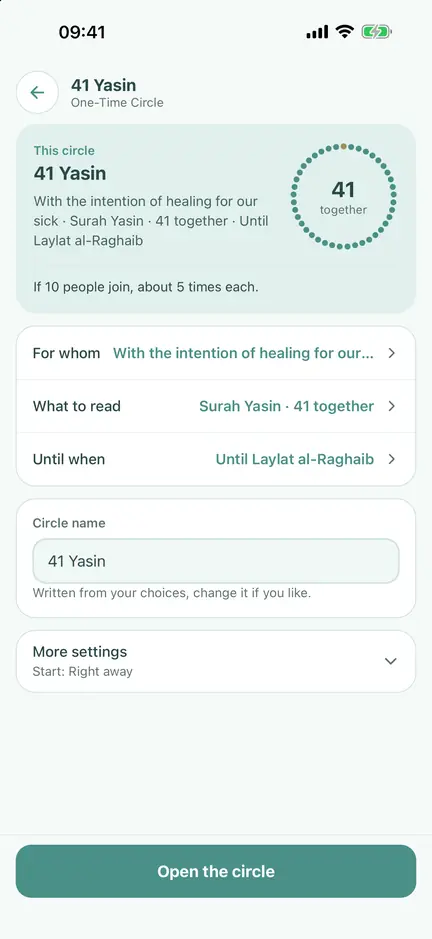 09:41
41 Yasin
One-Time Circle
This circle
41 Yasin
With the intention of healing for our
sick · Surah Yasin · 41 together · Until
Laylat al-Raghaib
41
together
If 10 people join, about 5 times each.
For whom With the intention of healing for our...
What to read Surah Yasin · 41 together
Until when Until Laylat al-Raghaib
Circle name
41 Yasin
Written from your choices, change it if you like.
More settings
Start: Right away
Open the circle